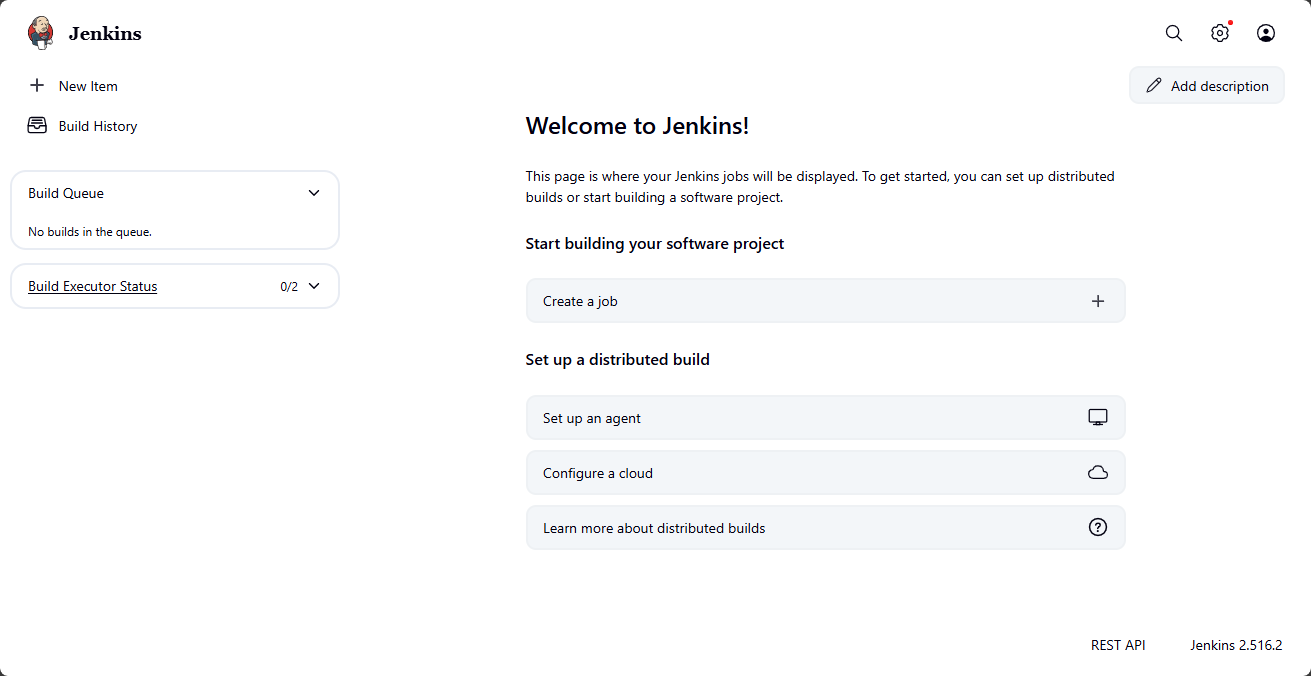 Jenkins
New Item
Add description
Build History
Build Queue
No builds in the queue.
Build Executor Status 0/2
Welcome to Jenkins!
This page is where your Jenkins jobs will be displayed. To get started, you can set up distributed
builds or start building a software project.
Start building your software project
Create a job
Set up a distributed build
Set up an agent
Configure a cloud
Learn more about distributed builds
REST API
Jenkins 2.516.2